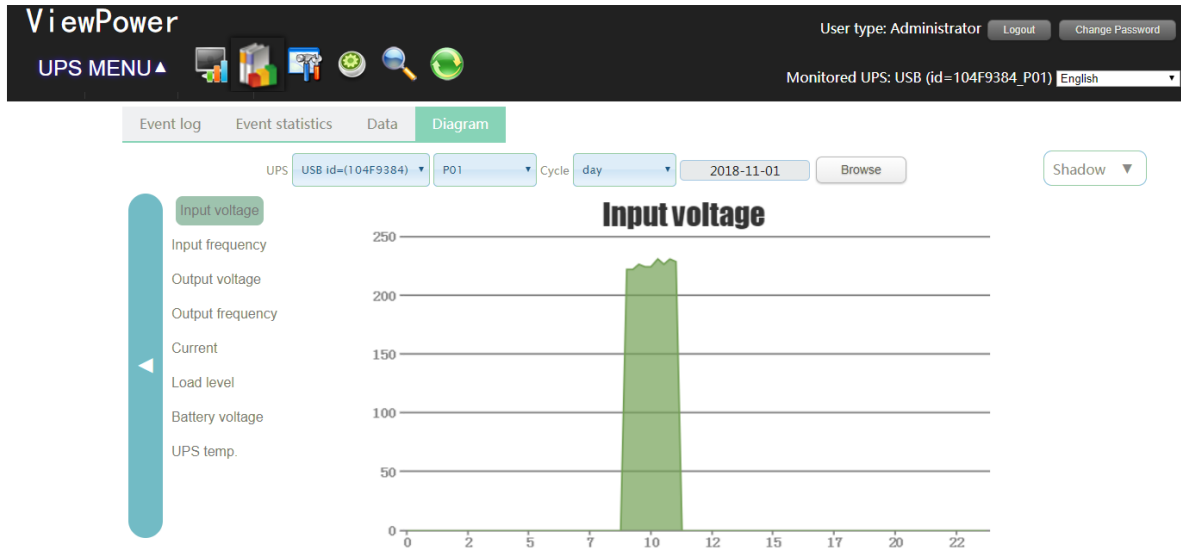 ViewPower
User type: Administrator Logout Change Password
UPS MENU▲
Monitored UPS: USB (id=104F9384_P01) English
Event log Event statistics Data Diagram
UPS USB id=(104F9384) P01 Cycle day 2018-11-01 Browse Shadow ▼
Input voltage
Input frequency
Output voltage
Output frequency
Current
Load level
Battery voltage
UPS temp.
Input voltage
250
200
150
100
50
0
0 2 5 7 10 12 15 17 20 22